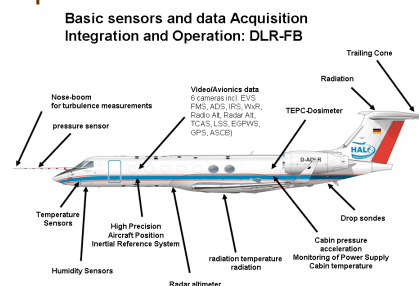 Basic sensors and data Acquisition
Integration and Operation: DLR-FB
Trailing Cone
Radiation
Nose-boom
for turbulence measurements
Video/Avionics data
6 cameras incl EVS
FMS, ADS, IRS, WxR,
Radio Alt, Radar Alt,
TCAS, LSS, EGPWS,
GPS, ASCB)
TEPC-Dosimeter
pressure sensor
HALO
D-ADLR
Temperature
Sensors
High Precision
Aircraft Position
Inertial Reference System
Drop sondes
Humidity Sensors
radiation temperature
radiation
Cabin pressure
acceleration
Monitoring of Power Supply
Cabin temperature
Radar altimeter